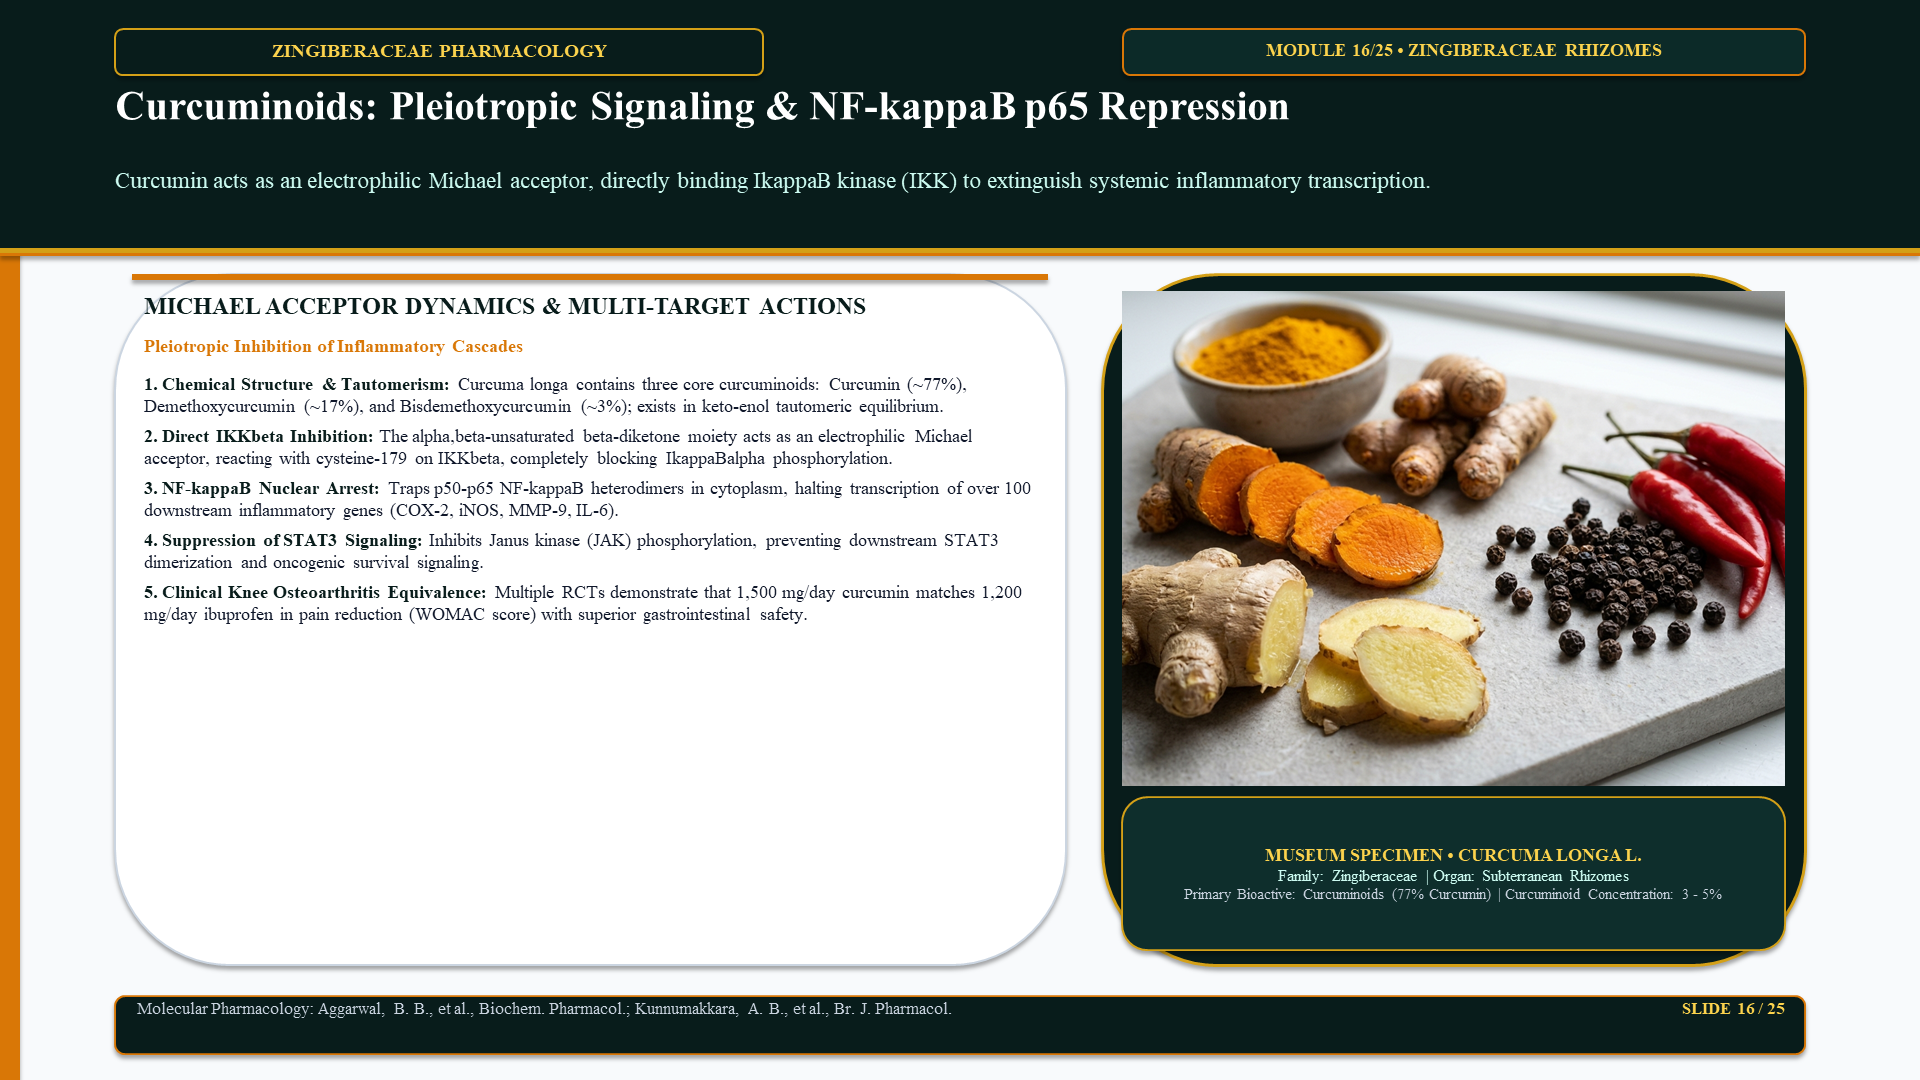 ZINGIBERACEAE PHARMACOLOGY
MODULE 16/25 • ZINGIBERACEAE RHIZOMES
Curcuminoids: Pleiotropic Signaling & NF-kappaB p65 Repression
Curcumin acts as an electrophilic Michael acceptor, directly binding IkappaB kinase (IKK) to extinguish systemic inflammatory transcription.
MICHAEL ACCEPTOR DYNAMICS & MULTI-TARGET ACTIONS
Pleiotropic Inhibition of Inflammatory Cascades
1. Chemical Structure & Tautomerism: Curcuma longa contains three core curcuminoids: Curcumin (~77%),
Demethoxycurcumin (~17%), and Bisdemethoxycurcumin (~3%); exists in keto-enol tautomeric equilibrium.
2. Direct IKKbeta Inhibition: The alpha,beta-unsaturated beta-diketone moiety acts as an electrophilic Michael
acceptor, reacting with cysteine-179 on IKKbeta, completely blocking IkappaBalpha phosphorylation.
3. NF-kappaB Nuclear Arrest: Traps p50-p65 NF-kappaB heterodimers in cytoplasm, halting transcription of over 100
downstream inflammatory genes (COX-2, iNOS, MMP-9, IL-6).
4. Suppression of STAT3 Signaling: Inhibits Janus kinase (JAK) phosphorylation, preventing downstream STAT3
dimerization and oncogenic survival signaling.
5. Clinical Knee Osteoarthritis Equivalence: Multiple RCTs demonstrate that 1,500 mg/day curcumin matches 1,200
mg/day ibuprofen in pain reduction (WOMAC score) with superior gastrointestinal safety.
MUSEUM SPECIMEN • CURCUMA LONGA L.
Family: Zingiberaceae | Organ: Subterranean Rhizomes
Primary Bioactive: Curcuminoids (77% Curcumin) | Curcuminoid Concentration: 3 - 5%
Molecular Pharmacology: Aggarwal, B. B., et al., Biochem. Pharmacol.; Kunnumakkara, A. B., et al., Br. J. Pharmacol.
SLIDE 16 / 25